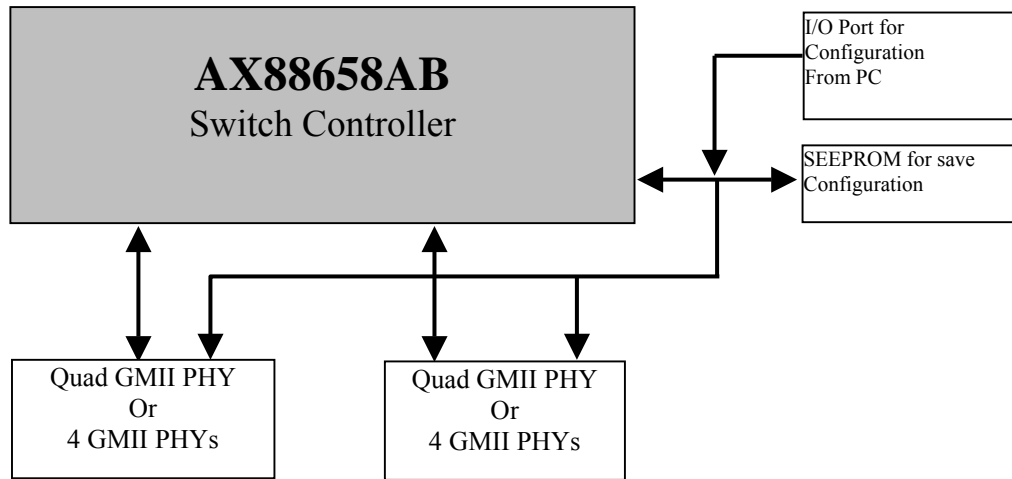 AX88658AB
Switch Controller
I/O Port for
Configuration
From PC
SEEPROM for save
Configuration
Quad GMII PHY
Or
4 GMII PHYs
Quad GMII PHY
Or
4 GMII PHYs